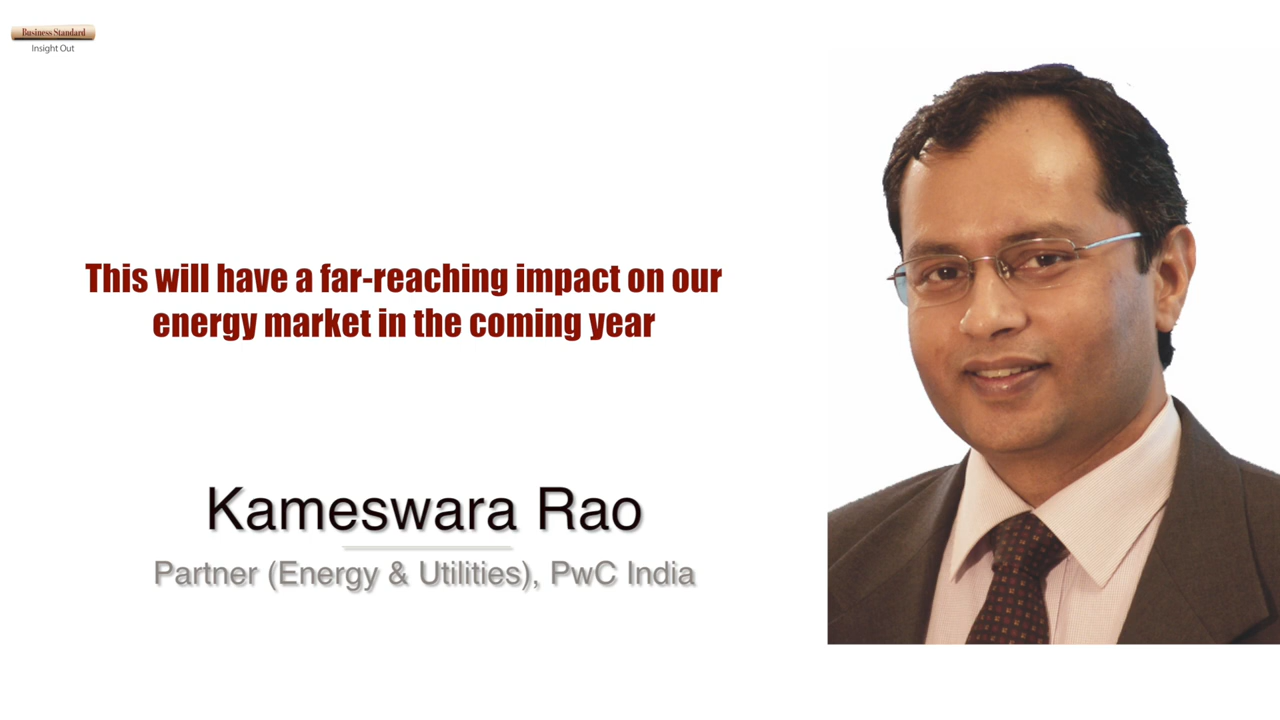 Business Standard
Insight Out
This will have a far-reaching impact on our
energy market in the coming year
Kameswara Rao
Partner (Energy & Utilities), PwC India